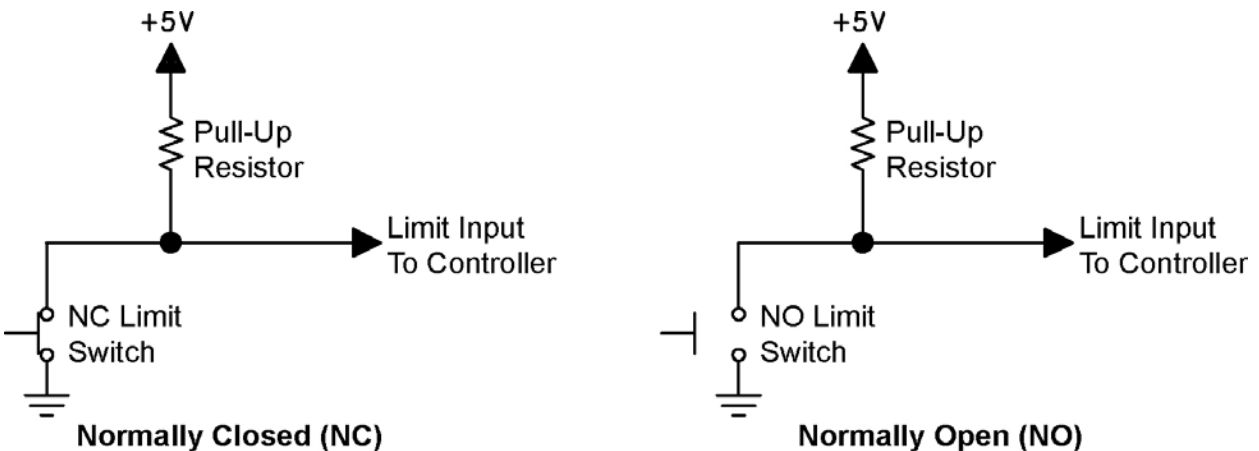 +5V
Pull-Up
Resistor
Limit Input
To Controller
NC Limit
Switch
Normally Closed (NC)
+5V
Pull-Up
Resistor
Limit Input
To Controller
NO Limit
Switch
Normally Open (NO)